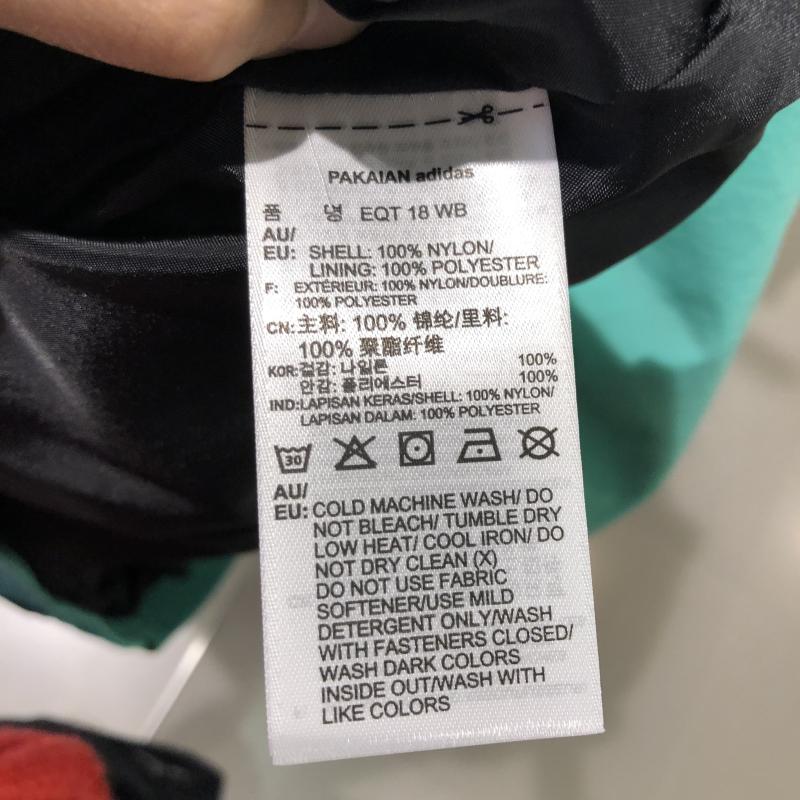 PAKAIAN adidas
품 명 EQT 18 WB
AU/
EU: SHELL: 100% NYLON/
LINING: 100% POLYESTER
F: EXTÉRIEUR: 100% NYLON/DOUBLURE:
100% POLYESTER
CN:主料: 100% 锦纶/里料:
100% 聚酯纤维
KOR:겉감: 나일론 100%
안감: 폴리에스터 100%
IND:LAPISAN KERAS/SHELL: 100% NYLON/
LAPISAN DALAM: 100% POLYESTER
30
AU/
EU: COLD MACHINE WASH/ DO
NOT BLEACH/ TUMBLE DRY
LOW HEAT/ COOL IRON/ DO
NOT DRY CLEAN (X)
DO NOT USE FABRIC
SOFTENER/USE MILD
DETERGENT ONLY/WASH
WITH FASTENERS CLOSED/
WASH DARK COLORS
INSIDE OUT/WASH WITH
LIKE COLORS